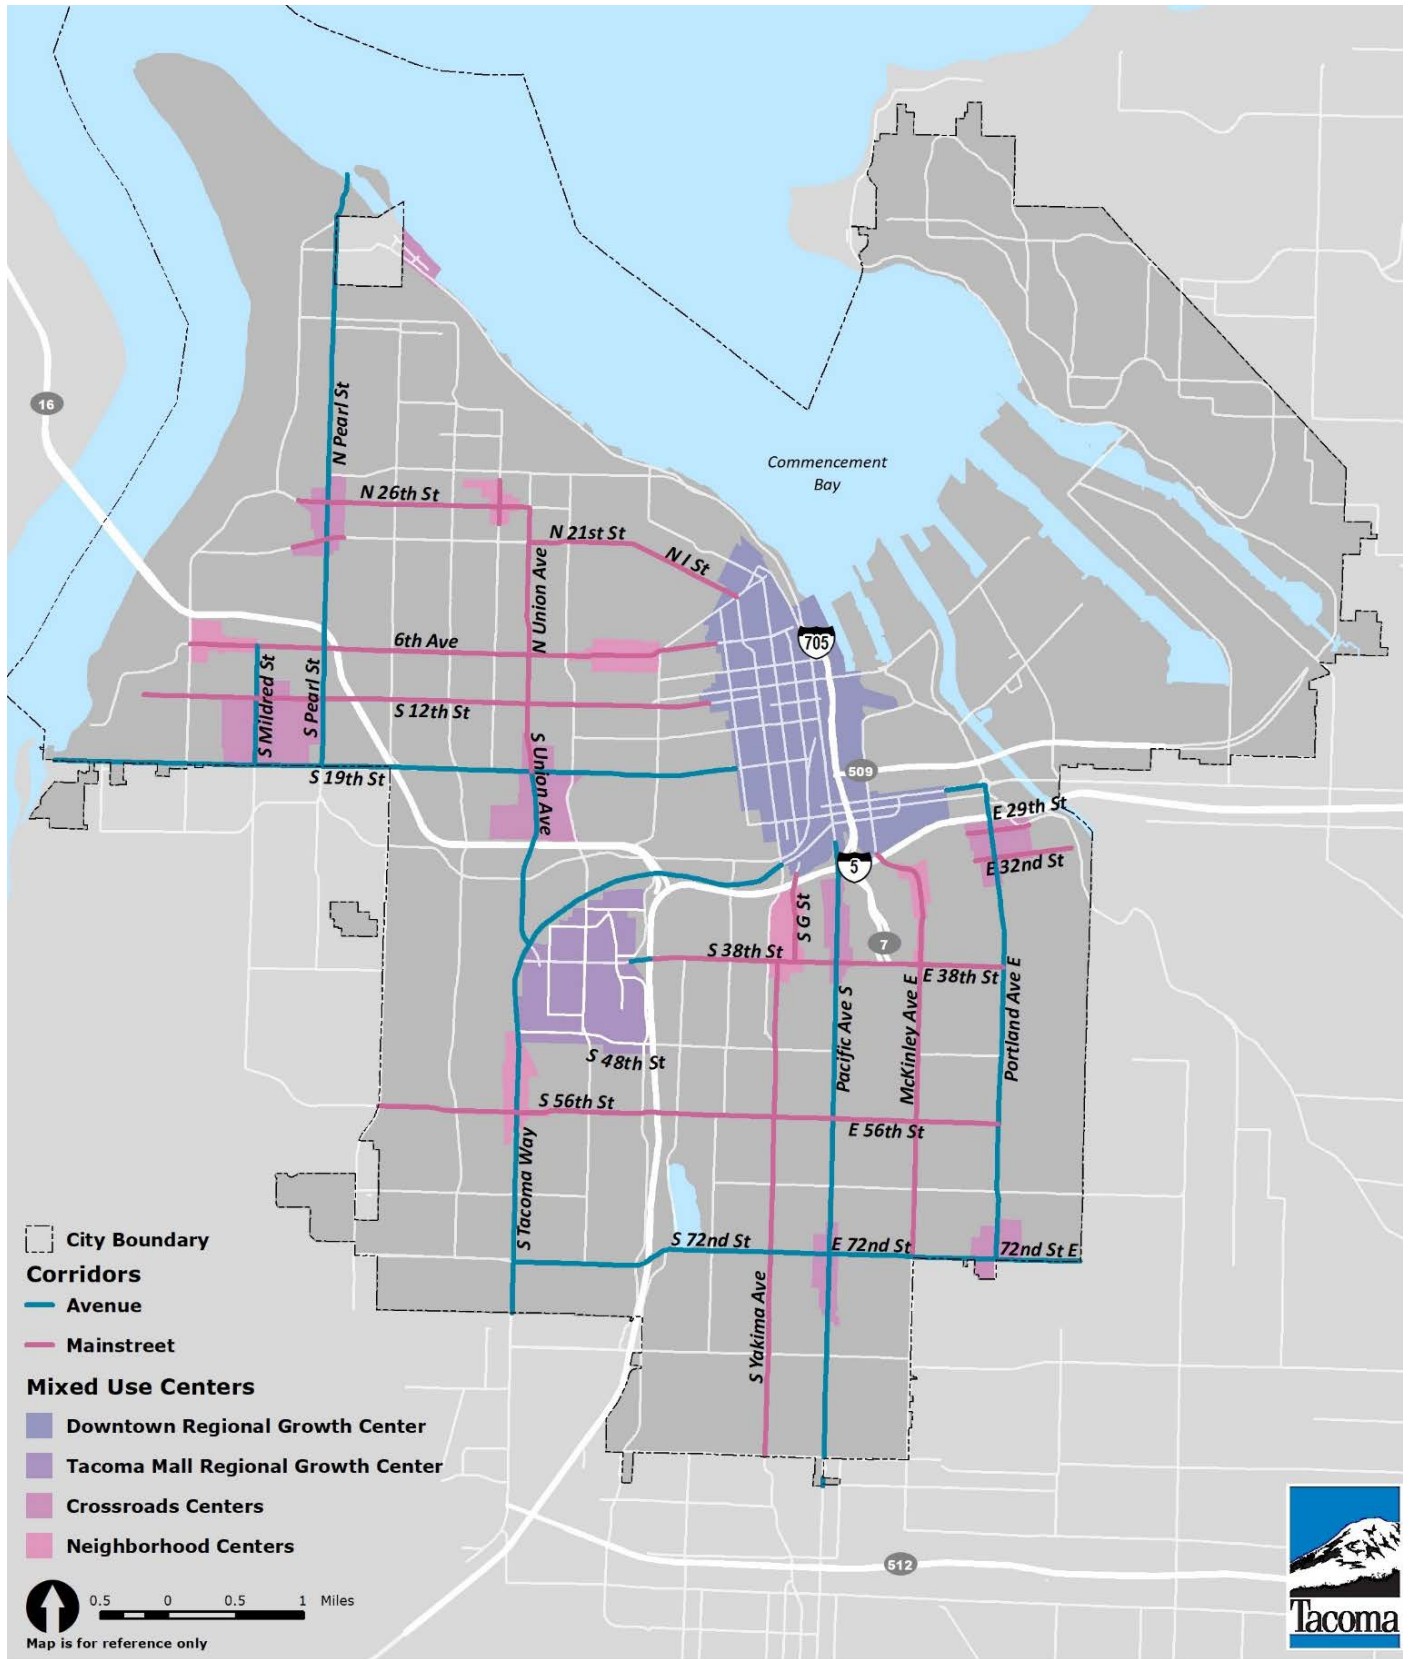 16
N Pearl St
Commencement
Bay
N 26th St
N 21st St
N I St
N Union Ave
6th Ave
705
S Mildred St
S Pearl St
S 12th St
S Union Ave
S 19th St
509
E 29th St
5
E 32nd St
S G St
7
S 38th St
E 38th St
Pacific Ave S
McKinley Ave E
Portland Ave E
S 48th St
S 56th St
E 56th St
S Tacoma Way
S 72nd St
E 72nd St
72nd St E
S Yakima Ave
512
City Boundary
Corridors
Avenue
Mainstreet
Mixed Use Centers
Downtown Regional Growth Center
Tacoma Mall Regional Growth Center
Crossroads Centers
Neighborhood Centers
0.5 0 0.5 1 Miles
Map is for reference only
Tacoma